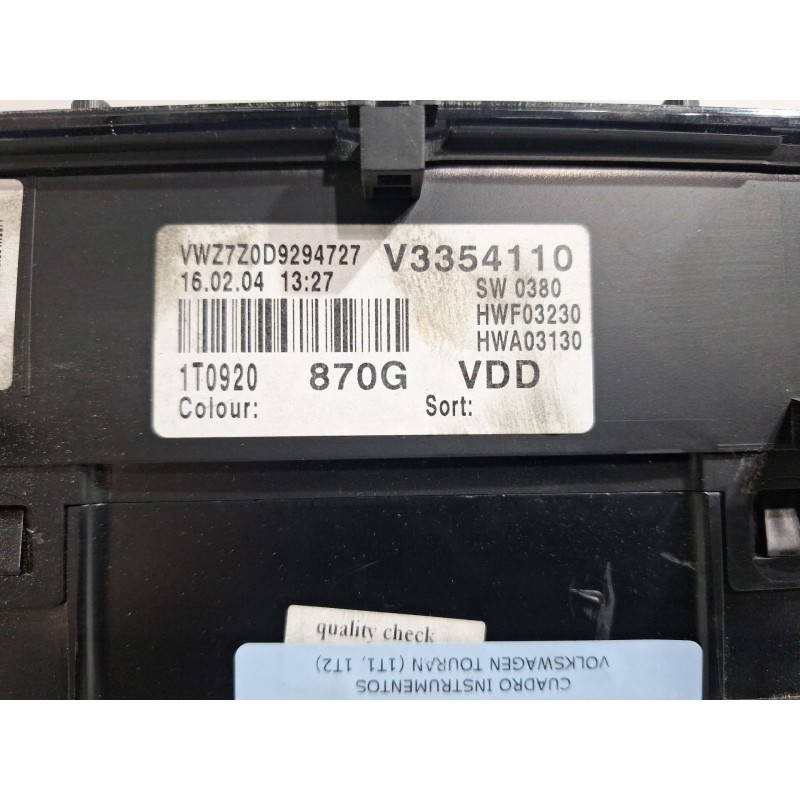 VWZ7Z0D9294727 V3354110
16.02.04 13:27 SW 0380
HWF03230
HWA03130
1T0920 870G VDD
Colour: Sort:
quality check
CUADRO INSTRUMENTOS
VOLKSWAGEN TOURAN (1T1, 1T2)